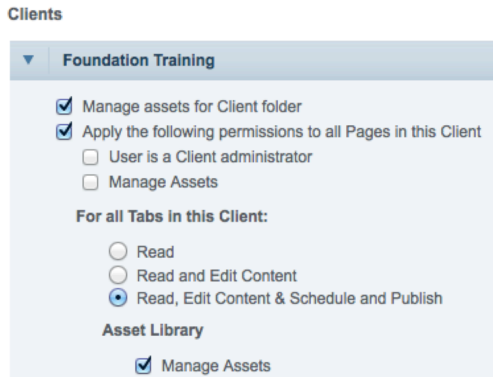 Clients
Foundation Training
Manage assets for Client folder
Apply the following permissions to all Pages in this Client
User is a Client administrator
Manage Assets
For all Tabs in this Client:
Read
Read and Edit Content
Read, Edit Content & Schedule and Publish
Asset Library
Manage Assets